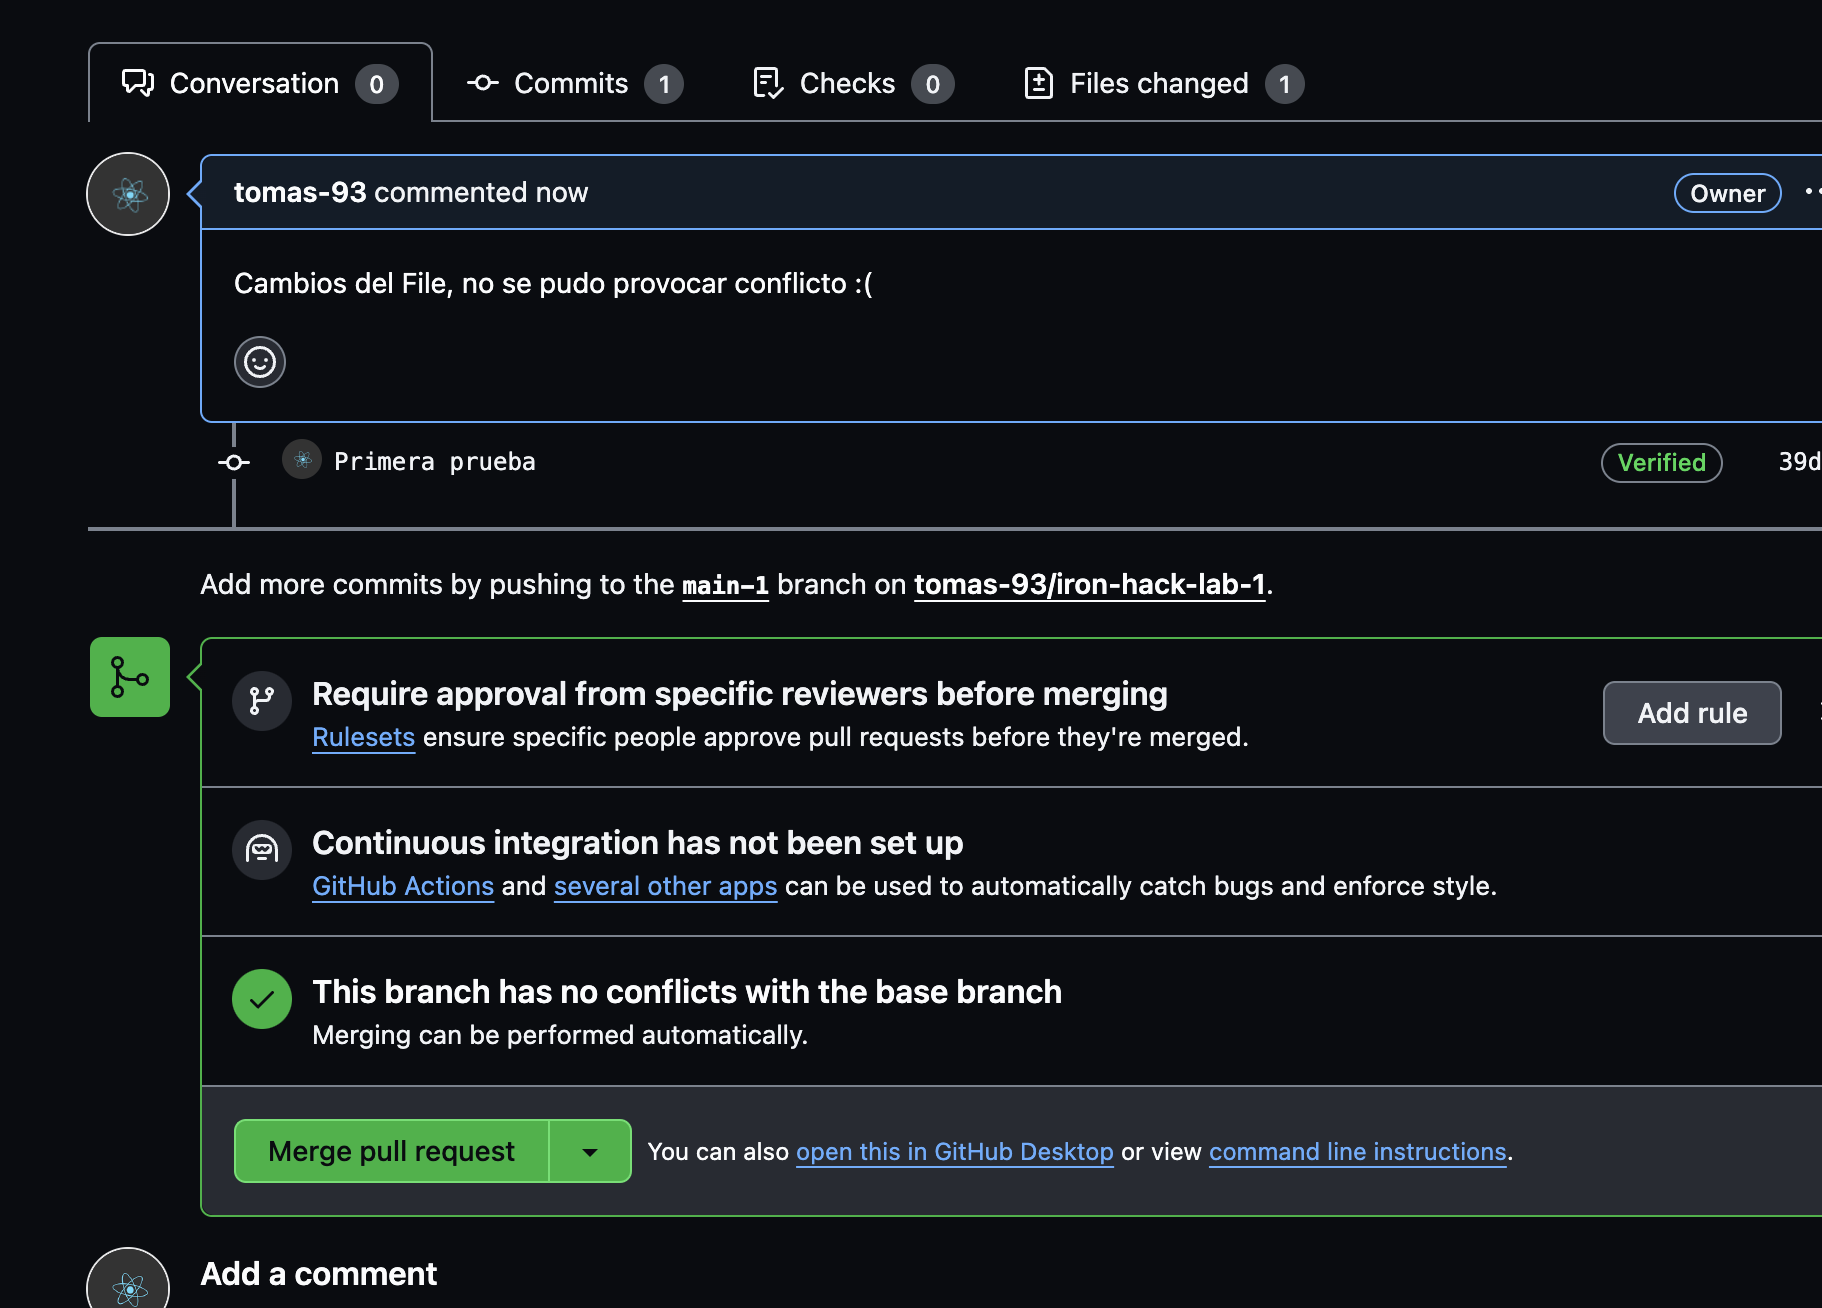 Conversation 0 Commits 1 Checks 0 Files changed 1
tomas-93 commented now Owner
Cambios del File, no se pudo provocar conflicto :(
Primera prueba Verified 39d
Add more commits by pushing to the main-1 branch on tomas-93/iron-hack-lab-1.
Require approval from specific reviewers before merging
Rulesets ensure specific people approve pull requests before they're merged.
Add rule
Continuous integration has not been set up
GitHub Actions and several other apps can be used to automatically catch bugs and enforce style.
This branch has no conflicts with the base branch
Merging can be performed automatically.
Merge pull request You can also open this in GitHub Desktop or view command line instructions.
Add a comment